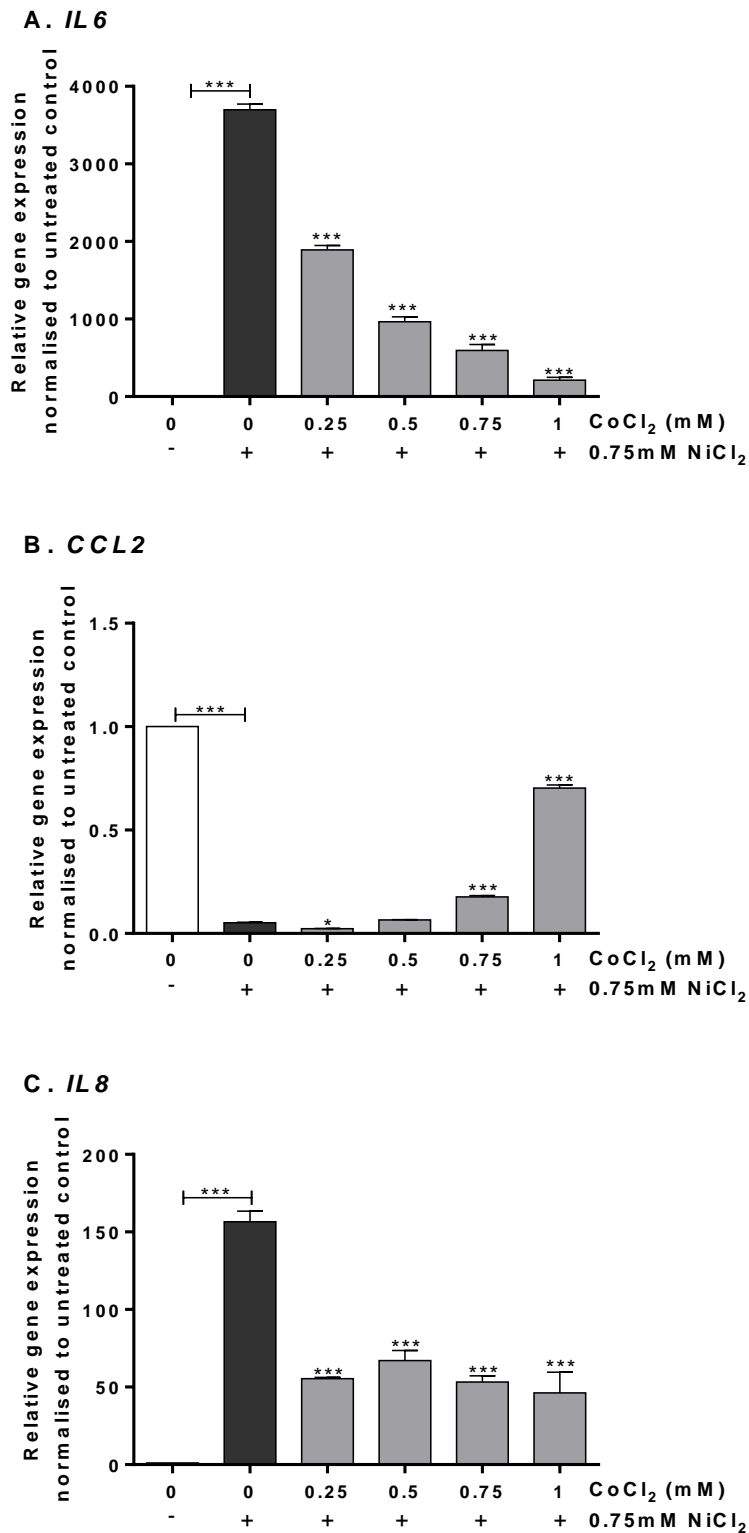 A. IL6
Relative gene expression
normalised to untreated control
4000
3000
2000
1000
0
***
***
***
***
***
0 0 0.25 0.5 0.75 1 CoCl₂ (mM)
- + + + + + 0.75mM NiCl₂
B. CCL2
Relative gene expression
normalised to untreated control
1.5
1.0
0.5
0.0
***
*
***
***
0 0 0.25 0.5 0.75 1 CoCl₂ (mM)
- + + + + + 0.75mM NiCl₂
C. IL8
Relative gene expression
normalised to untreated control
200
150
100
50
0
***
***
***
***
***
0 0 0.25 0.5 0.75 1 CoCl₂ (mM)
- + + + + + 0.75mM NiCl₂